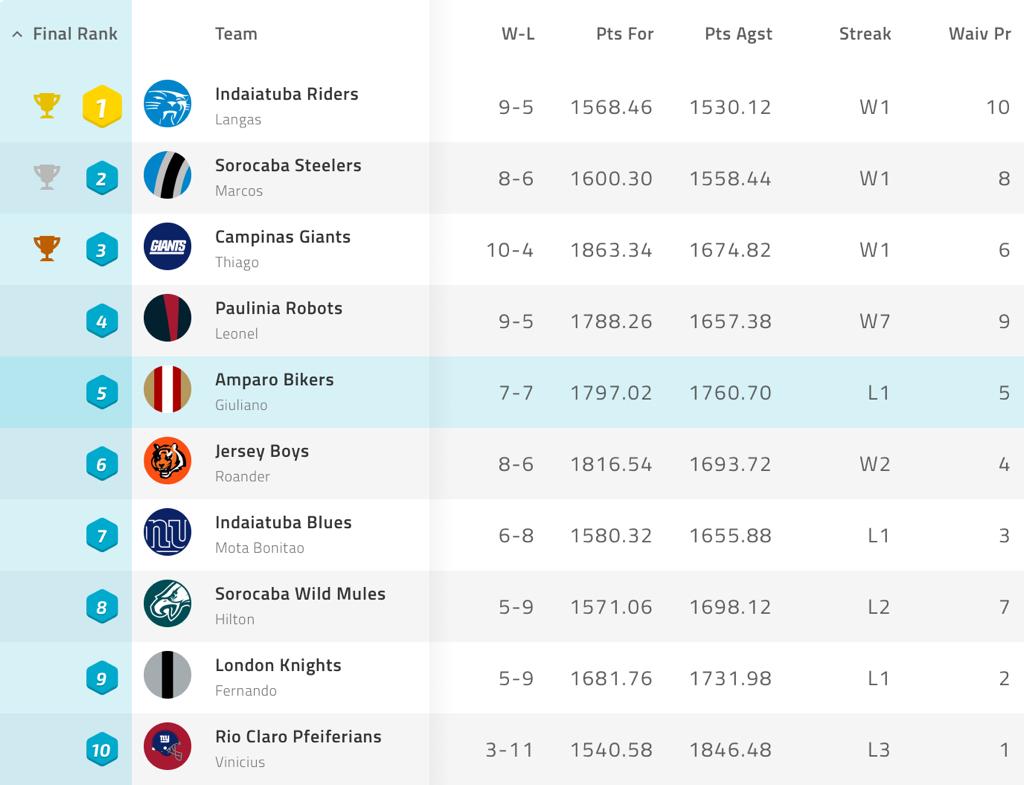 Final Rank Team W-L Pts For Pts Agst Streak Waiv Pr
1 Indaiatuba Riders 9-5 1568.46 1530.12 W1 10
Langas
2 Sorocaba Steelers 8-6 1600.30 1558.44 W1 8
Marcos
3 GIANTS Campinas Giants 10-4 1863.34 1674.82 W1 6
Thiago
4 Paulinia Robots 9-5 1788.26 1657.38 W7 9
Leonel
5 Amparo Bikers 7-7 1797.02 1760.70 L1 5
Giuliano
6 Jersey Boys 8-6 1816.54 1693.72 W2 4
Roander
7 nu Indaiatuba Blues 6-8 1580.32 1655.88 L1 3
Mota Bonitao
8 Sorocaba Wild Mules 5-9 1571.06 1698.12 L2 7
Hilton
9 London Knights 5-9 1681.76 1731.98 L1 2
Fernando
10 ny Rio Claro Pfeiferians 3-11 1540.58 1846.48 L3 1
Vinicius